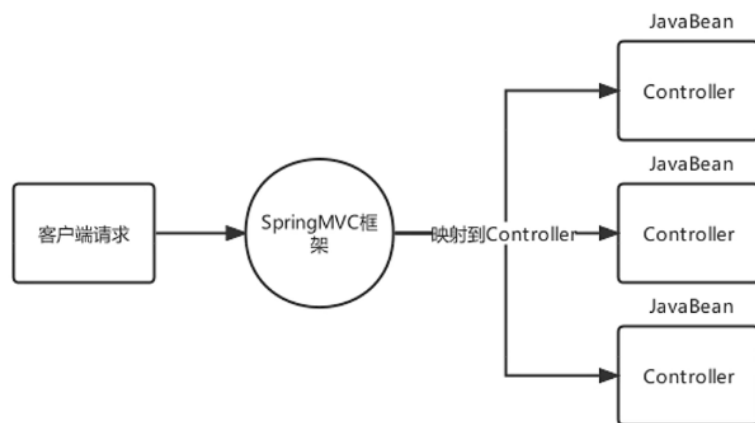 JavaBean
Controller
JavaBean
客户端请求
SpringMVC框
架
映射到Controller
Controller
JavaBean
Controller